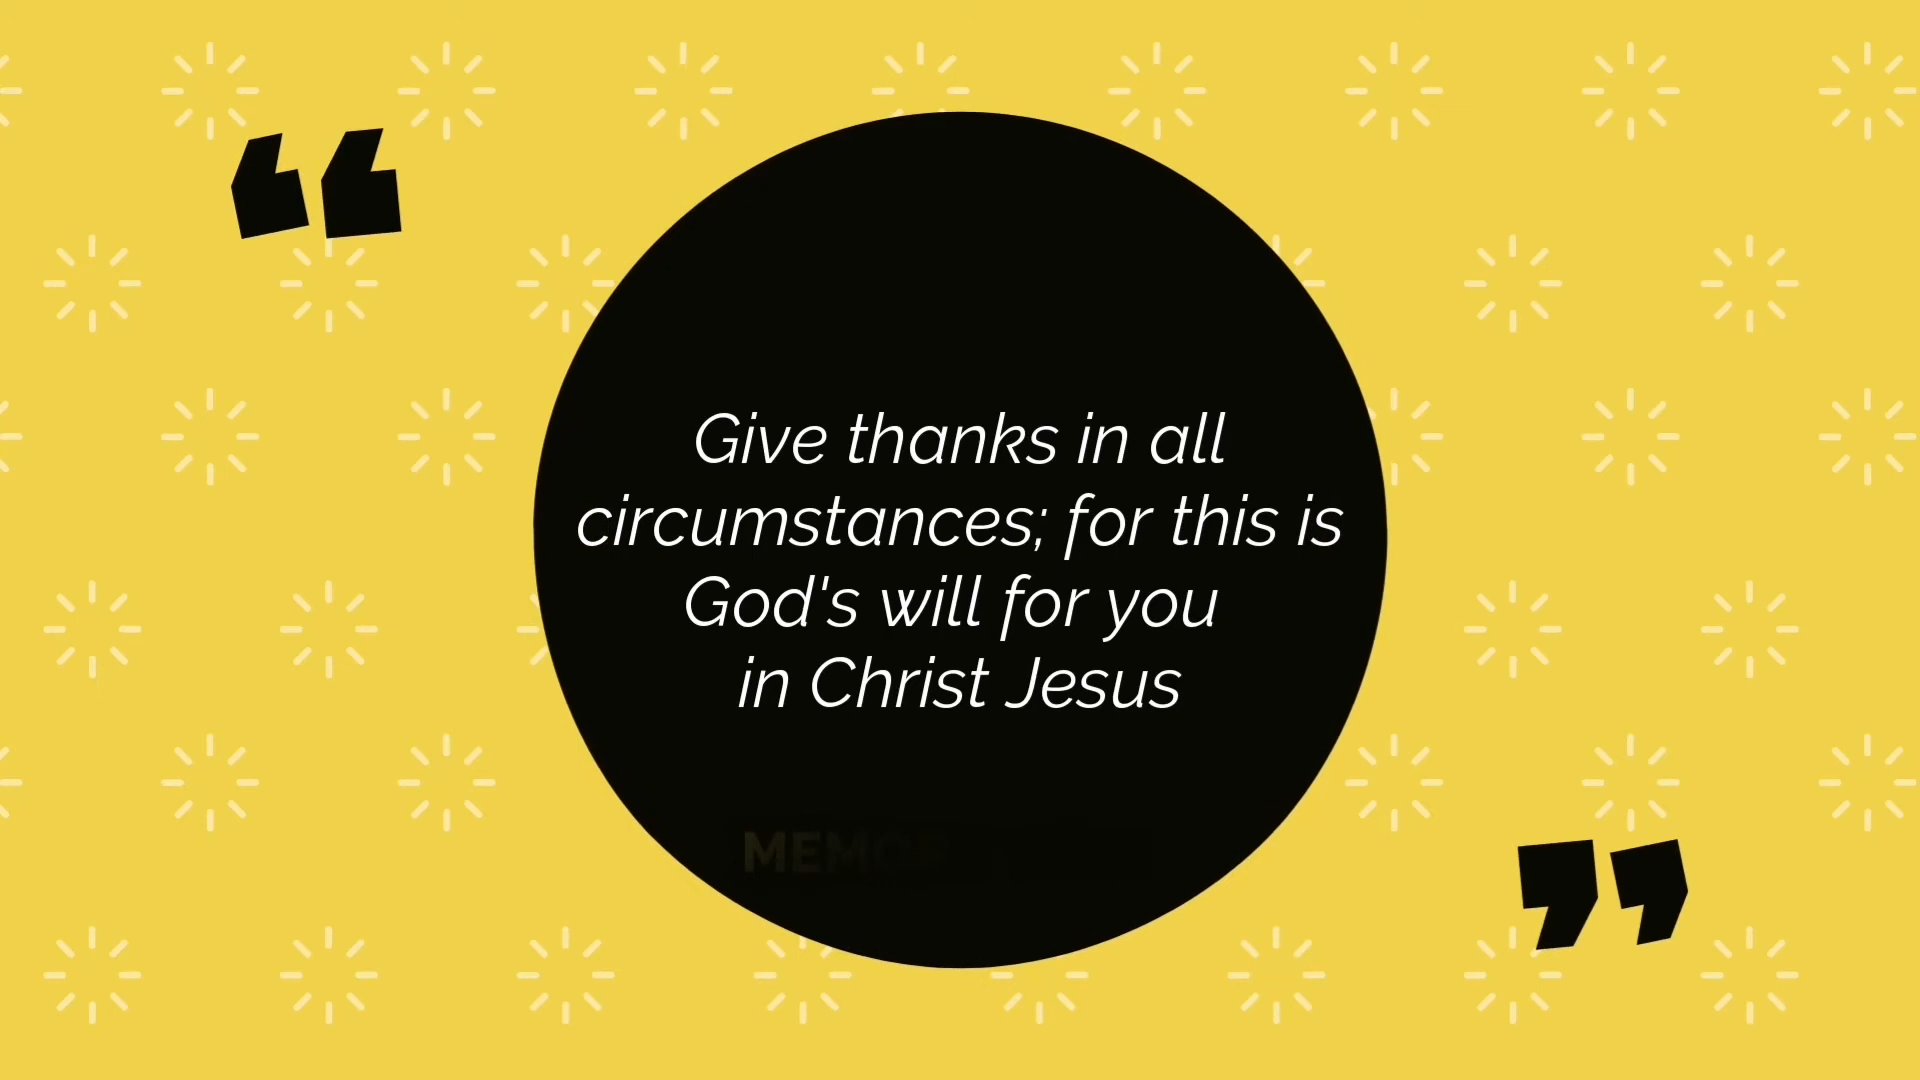 Give thanks in all
circumstances; for this is
God's will for you
in Christ Jesus